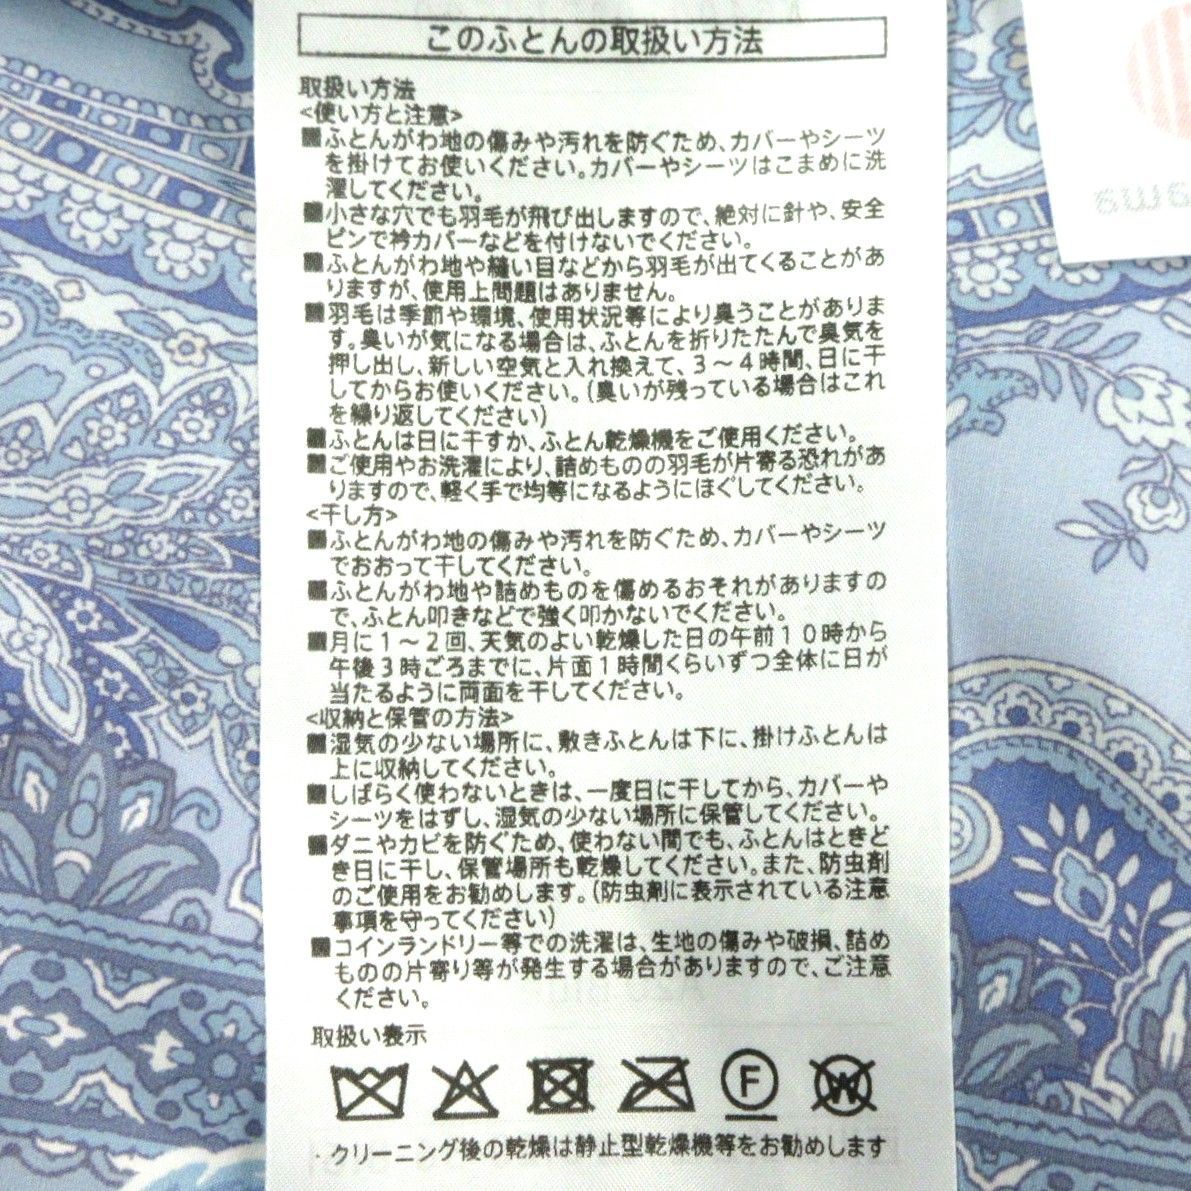 このふとんの取扱い方法
取扱い方法
<使い方と注意>
■ふとんがわ地の傷みや汚れを防ぐため、カバーやシーツ
を掛けてお使いください。カバーやシーツはこまめに洗
濯してください。
■小さな穴でも羽毛が飛び出しますので、絶対に針や、安全
ピンで衿カバーなどを付けないでください。
■ふとんがわ地や縫い目などから羽毛が出てくることがあ
りますが、使用上問題はありません。
■羽毛は季節や環境、使用状況等により臭うことがありま
す。臭いが気になる場合は、ふとんを折りたたんで臭気を
押し出し、新しい空気と入れ換えて、3～4時間、日に干
してからお使いください。(臭いが残っている場合はこれ
を繰り返してください)
■ふとんは日に干すか、ふとん乾燥機をご使用ください。
■ご使用やお洗濯により、詰めものの羽毛が片寄る恐れがあ
りますので、軽く手で均等になるようにほぐしてください。
<干し方>
■ふとんがわ地の傷みや汚れを防ぐため、カバーやシーツ
でおおって干してください。
■ふとんがわ地や詰めものを傷めるおそれがありますの
で、ふとん叩きなどで強く叩かないでください。
■月に1～2回、天気のよい乾燥した日の午前10時から
午後3時ごろまでに、片面1時間くらいずつ全体に日が
当たるように両面を干してください。
<収納と保管の方法>
■湿気の少ない場所に、敷きふとんは下に、掛けふとんは
上に収納してください。
■しばらく使わないときは、一度日に干してから、カバーや
シーツをはずし、湿気の少ない場所に保管してください。
■ダニやカビを防ぐため、使わない間でも、ふとんはときど
き日に干し、保管場所も乾燥してください。また、防虫剤
のご使用をお勧めします。(防虫剤に表示されている注意
事項を守ってください)
■コインランドリー等での洗濯は、生地の傷みや破損、詰め
ものの片寄り等が発生する場合がありますので、ご注意
ください。
取扱い表示
F W
・クリーニング後の乾燥は静止型乾燥機等をお勧めします